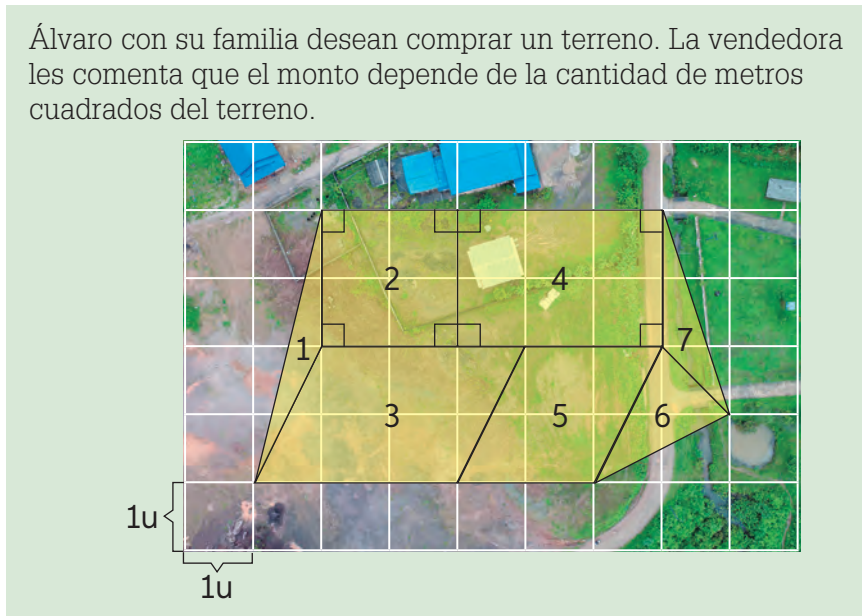 Álvaro con su familia desean comprar un terreno. La vendedora
les comenta que el monto depende de la cantidad de metros
cuadrados del terreno.
2
4
1
7
3
5
6
1u
1u